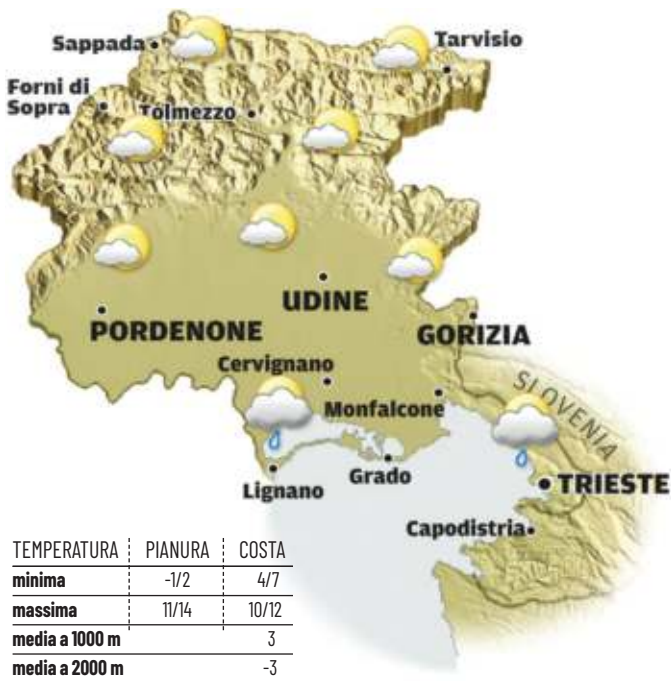 Sappada
Tarvisio
Forni di
Sopra
Tolmezzo
UDINE
PORDENONE
GORIZIA
Cervignano
Monfalcone
SLOVENIA
Lignano
Grado
TRIESTE
Capodistria
TEMPERATURA PIANURA COSTA
minima -1/2 4/7
massima 11/14 10/12
media a 1000 m 3
media a 2000 m -3